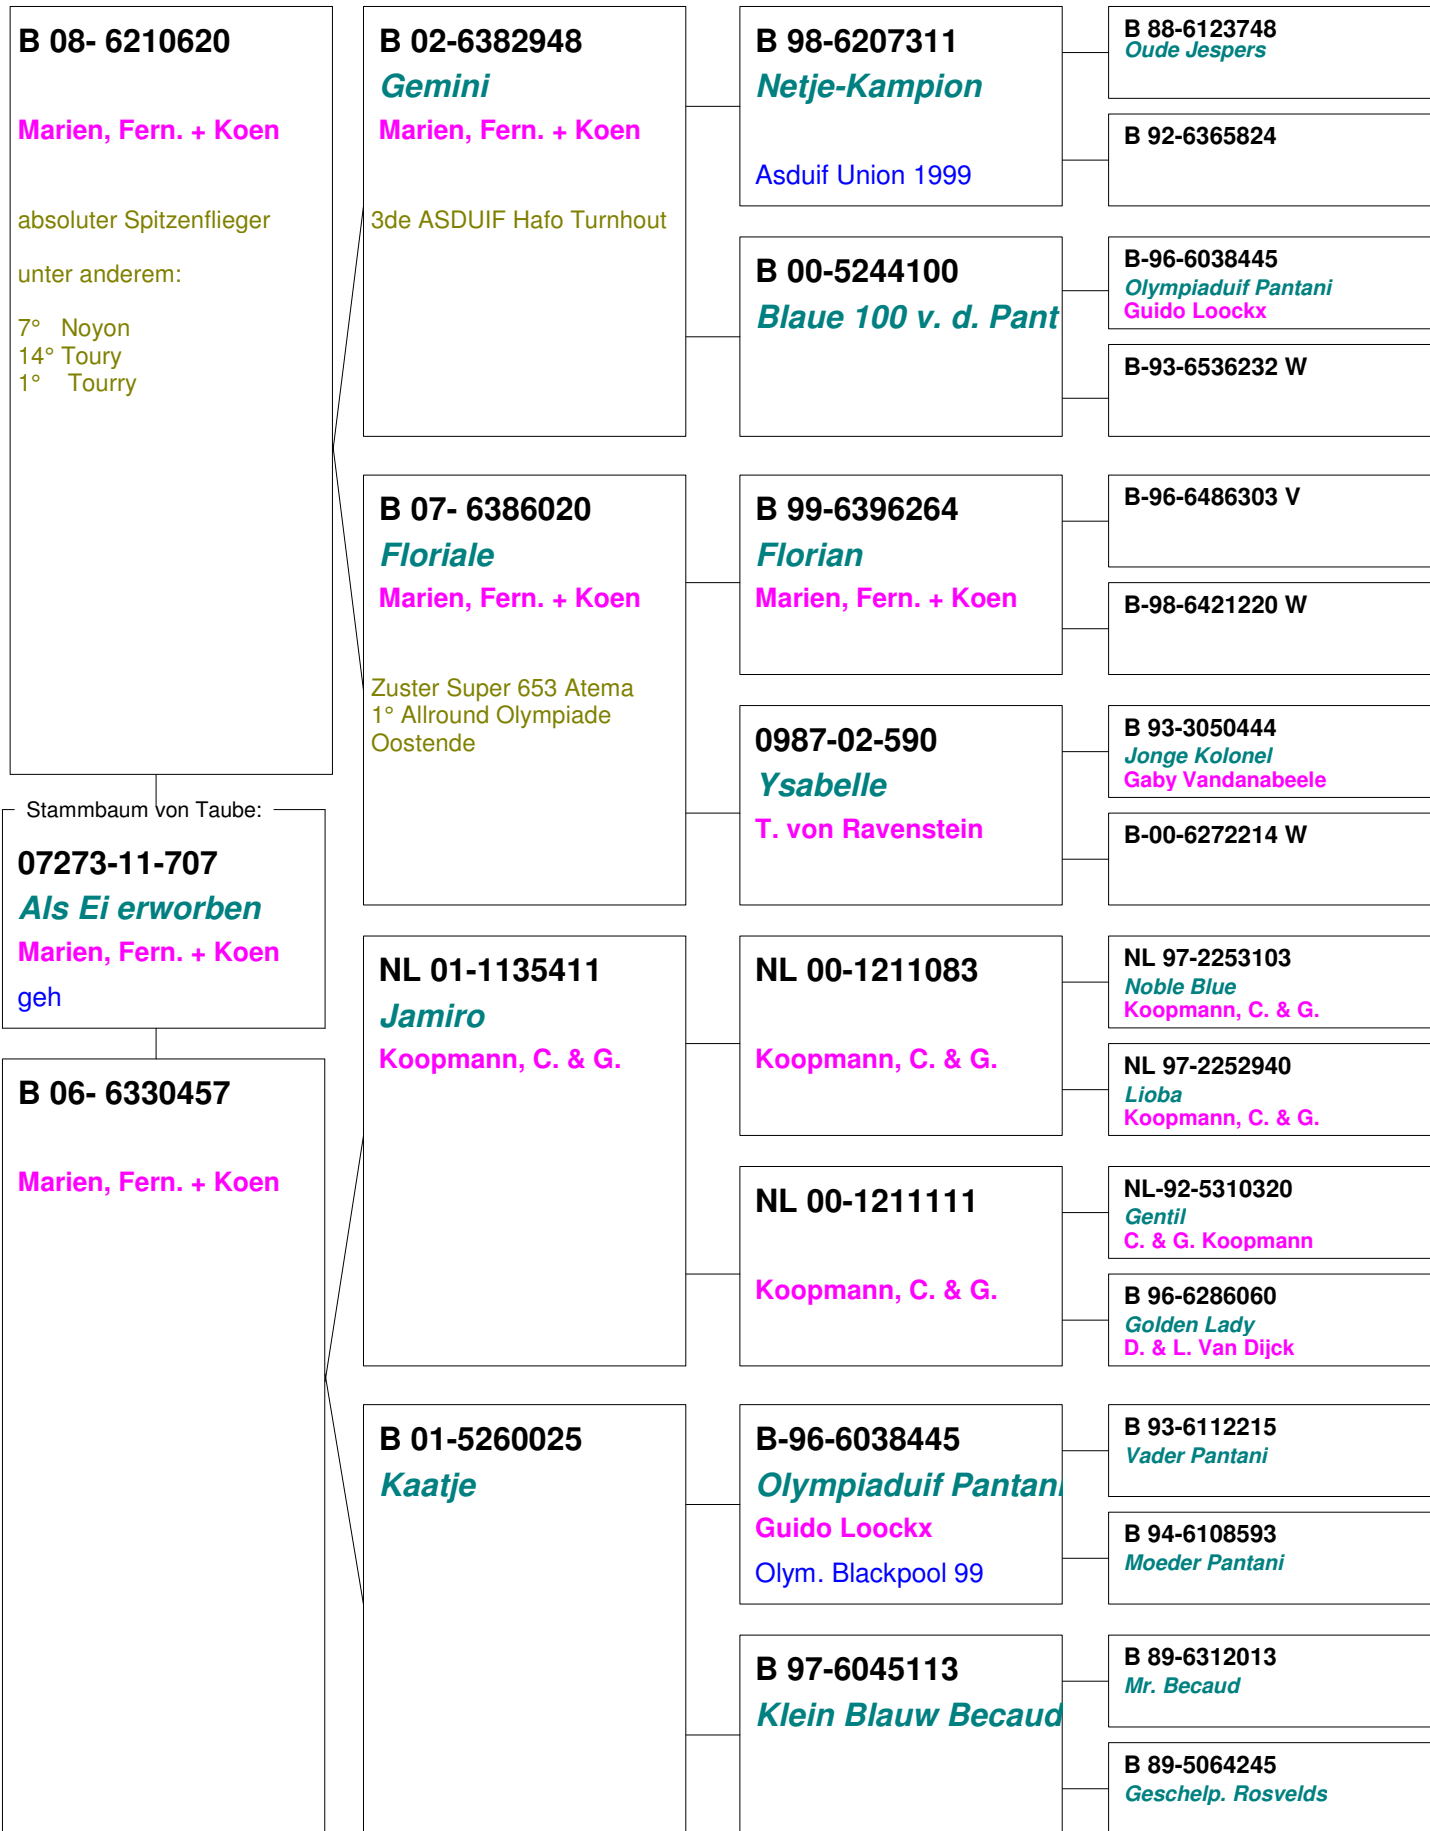 B 08- 6210620
Marien, Fern. + Koen
absoluter Spitzenflieger
unter anderem:
7° Noyon
14° Toury
1° Tourry
Stammbaum von Taube:
07273-11-707
Als Ei erworben
Marien, Fern. + Koen
geh
B 06- 6330457
Marien, Fern. + Koen
B 02-6382948
Gemini
Marien, Fern. + Koen
3de ASDUIF Hafo Turnhout
B 07- 6386020
Floriale
Marien, Fern. + Koen
Zuster Super 653 Atema
1° Allround Olympiade
Oostende
NL 01-1135411
Jamiro
Koopmann, C. & G.
B 01-5260025
Kaatje
B 98-6207311
Netje-Kampion
Asduif Union 1999
B 00-5244100
Blaue 100 v. d. Pant
B 99-6396264
Florian
Marien, Fern. + Koen
0987-02-590
Ysabelle
T. von Ravenstein
NL 00-1211083
Koopmann, C. & G.
NL 00-1211111
Koopmann, C. & G.
B-96-6038445
Olympiaduif Pantani
Guido Loockx
Olym. Blackpool 99
B 97-6045113
Klein Blauw Becaud
B 88-6123748
Oude Jespers
B 92-6365824
B-96-6038445
Olympiaduif Pantani
Guido Loockx
B-93-6536232 W
B-96-6486303 V
B-98-6421220 W
B 93-3050444
Jonge Kolonel
Gaby Vandanabeele
B-00-6272214 W
NL 97-2253103
Noble Blue
Koopmann, C. & G.
NL 97-2252940
Lioba
Koopmann, C. & G.
NL-92-5310320
Gentil
C. & G. Koopmann
B 96-6286060
Golden Lady
D. & L. Van Dijck
B 93-6112215
Vader Pantani
B 94-6108593
Moeder Pantani
B 89-6312013
Mr. Becaud
B 89-5064245
Geschelp. Rosvelds